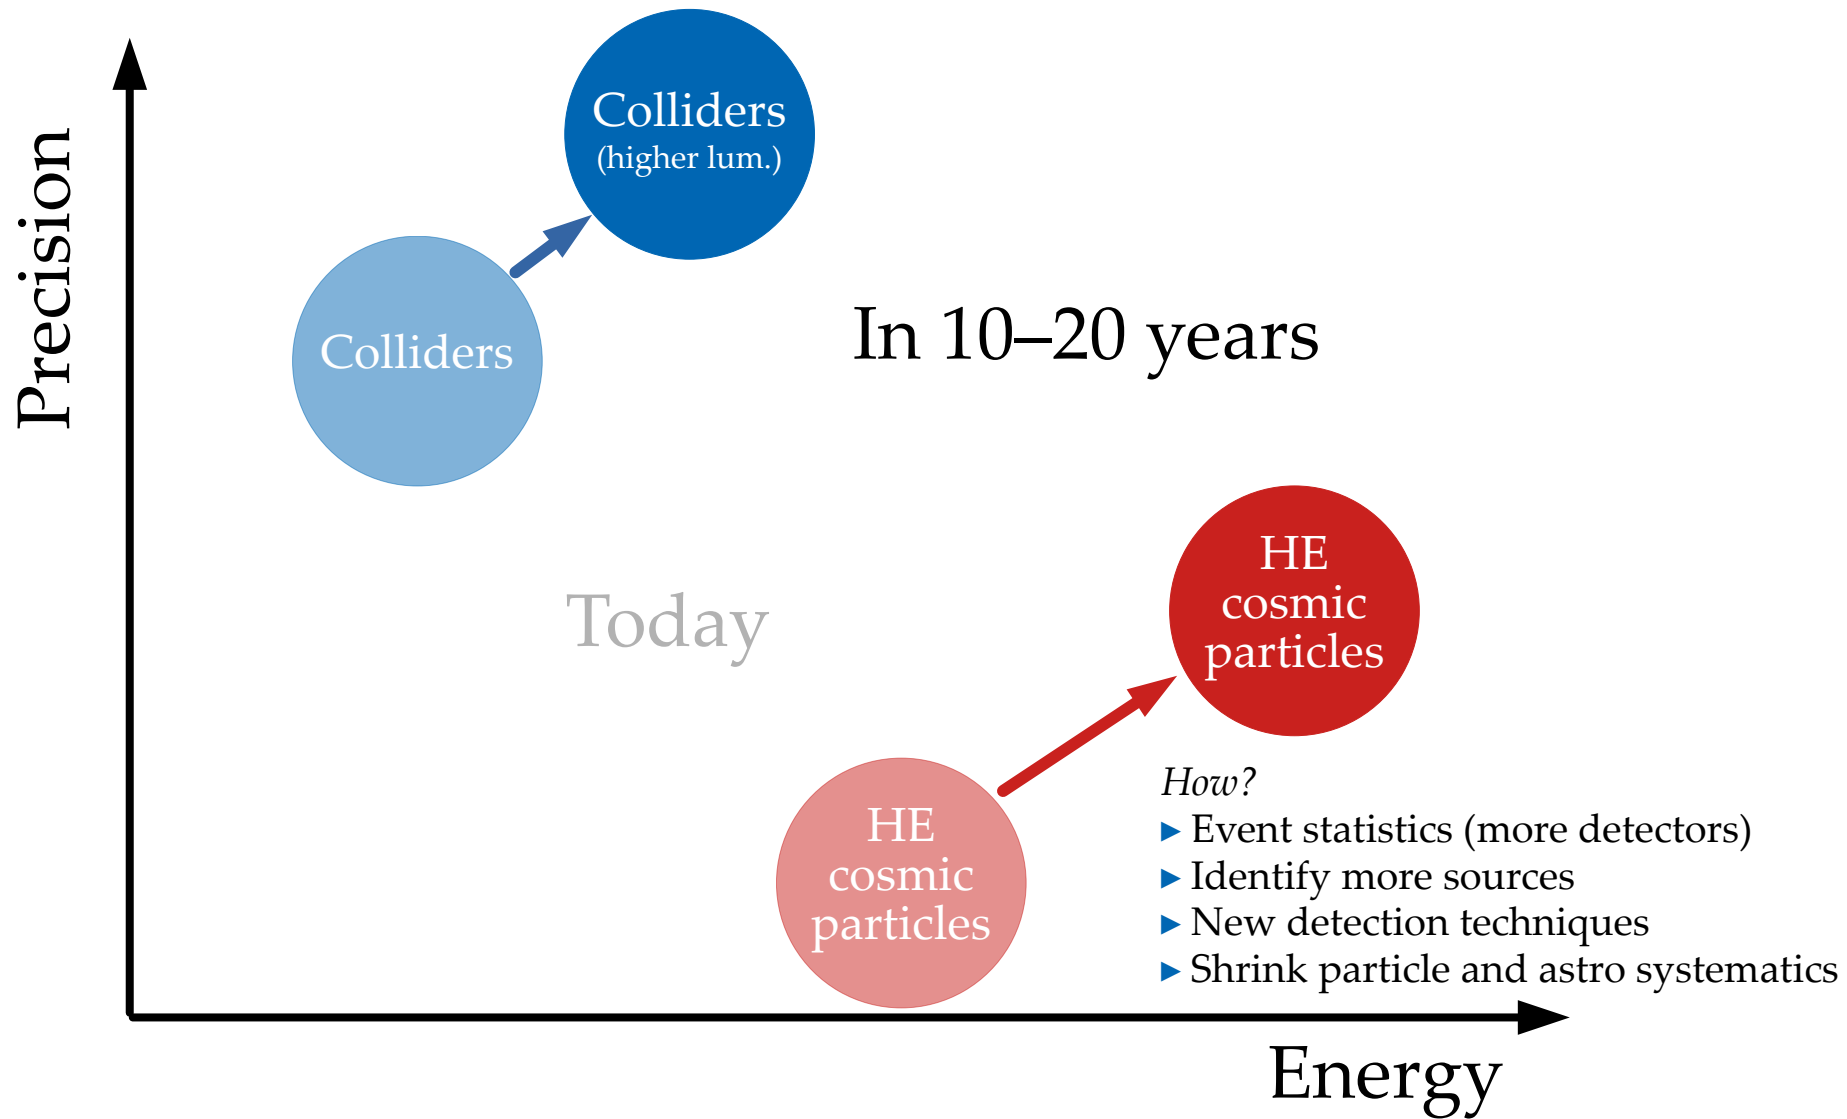 Precision
Colliders
(higher lum.)
Colliders
In 10–20 years
Today
HE
cosmic
particles
HE
cosmic
particles
How?
▸ Event statistics (more detectors)
▸ Identify more sources
▸ New detection techniques
▸ Shrink particle and astro systematics
Energy